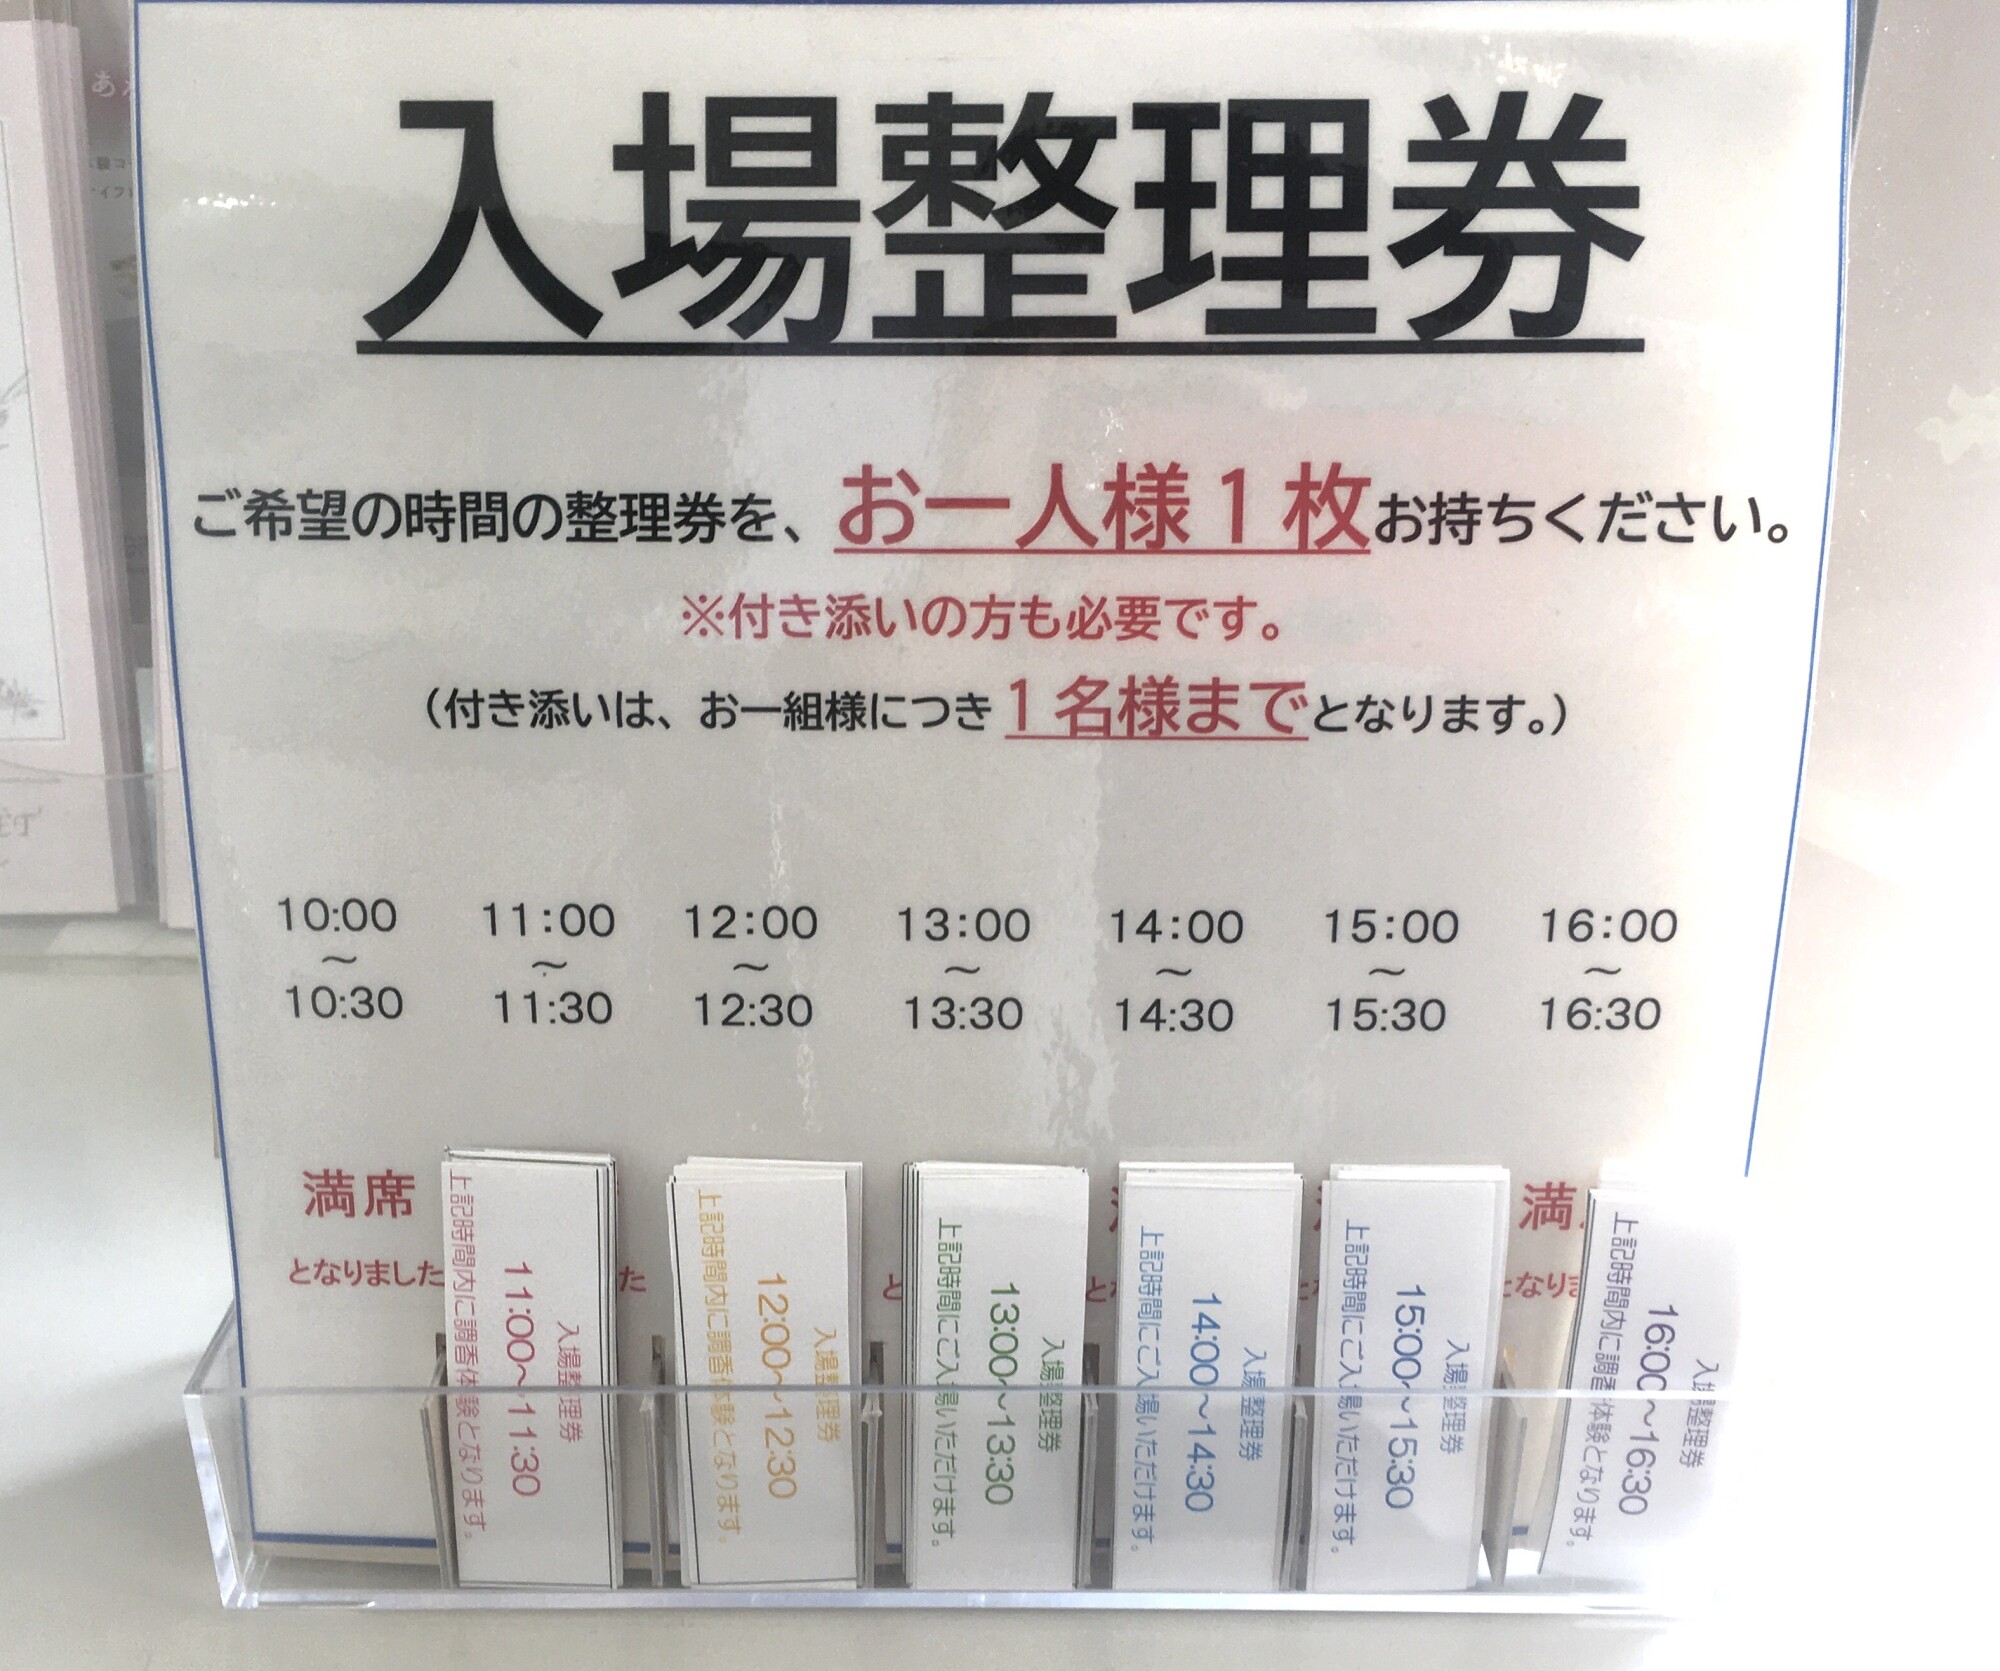 入場整理券
ご希望の時間の整理券を、お一人様１枚お持ちください。
※付き添いの方も必要です。
（付き添いは、お一組様につき１名様までとなります。）
10:00 11:00 12:00 13:00 14:00 15:00 16:00
～ ～ ～ ～ ～ ～ ～
10:30 11:30 12:30 13:30 14:30 15:30 16:30
満席
となりました
た
と
と
満
なりま
入場整理券
11:00～11:30
上記時間内に調香体験となります。
入場整理券
12:00～12:30
上記時間内に調香体験となります。
入場整理券
13:00～13:30
上記時間にご入場いただけます。
入場整理券
14:00～14:30
上記時間にご入場いただけます。
入場整理券
15:00～15:30
上記時間にご入場いただけます。
入場整理券
16:00～16:30
上記時間内に調香体験となります。